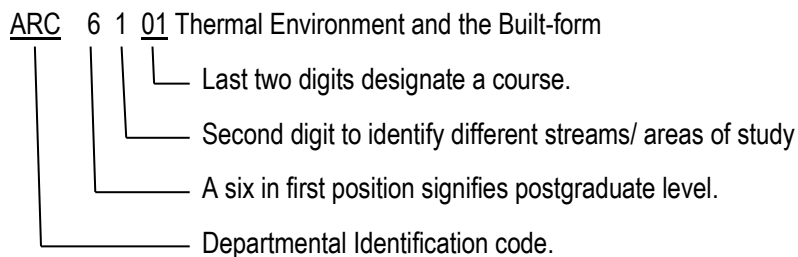 ARC 6 1 01 Thermal Environment and the Built-form
Last two digits designate a course.
Second digit to identify different streams/ areas of study
A six in first position signifies postgraduate level.
Departmental Identification code.